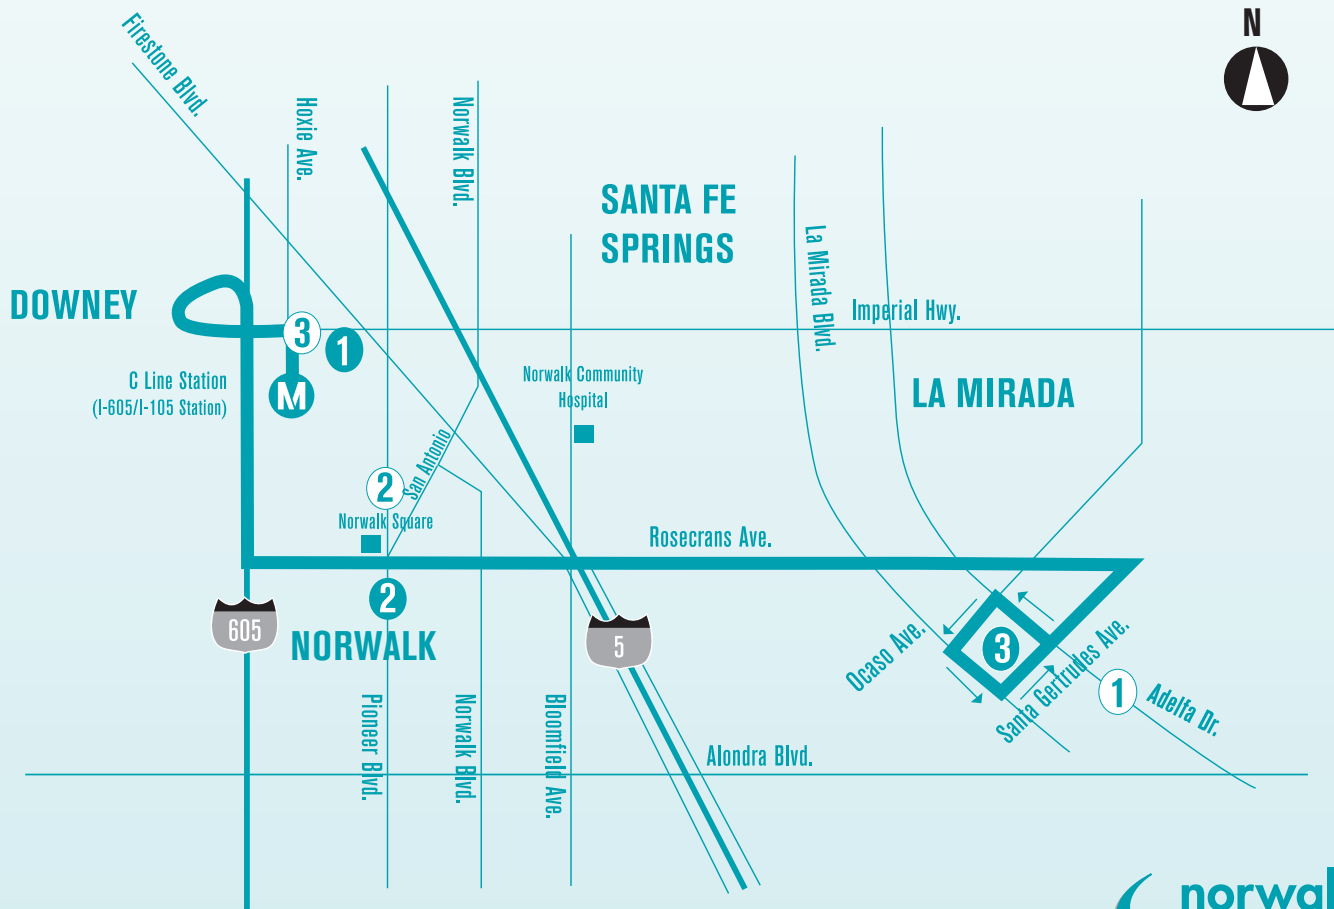 N
Firestone Blvd.
Hoxie Ave.
Norwalk Blvd.
SANTA FE
SPRINGS
La Mirada Blvd.
DOWNEY
Imperial Hwy.
3
1
C Line Station
(I-605/I-105 Station)
M
Norwalk Community
Hospital
LA MIRADA
San Antonio
2
Norwalk Square
Rosecrans Ave.
2
605
NORWALK
5
Ocaso Ave.
3
Santa Gertrudes Ave.
1
Adelfa Dr.
Pioneer Blvd.
Norwalk Blvd.
Bloomfield Ave.
Alondra Blvd.
norwal